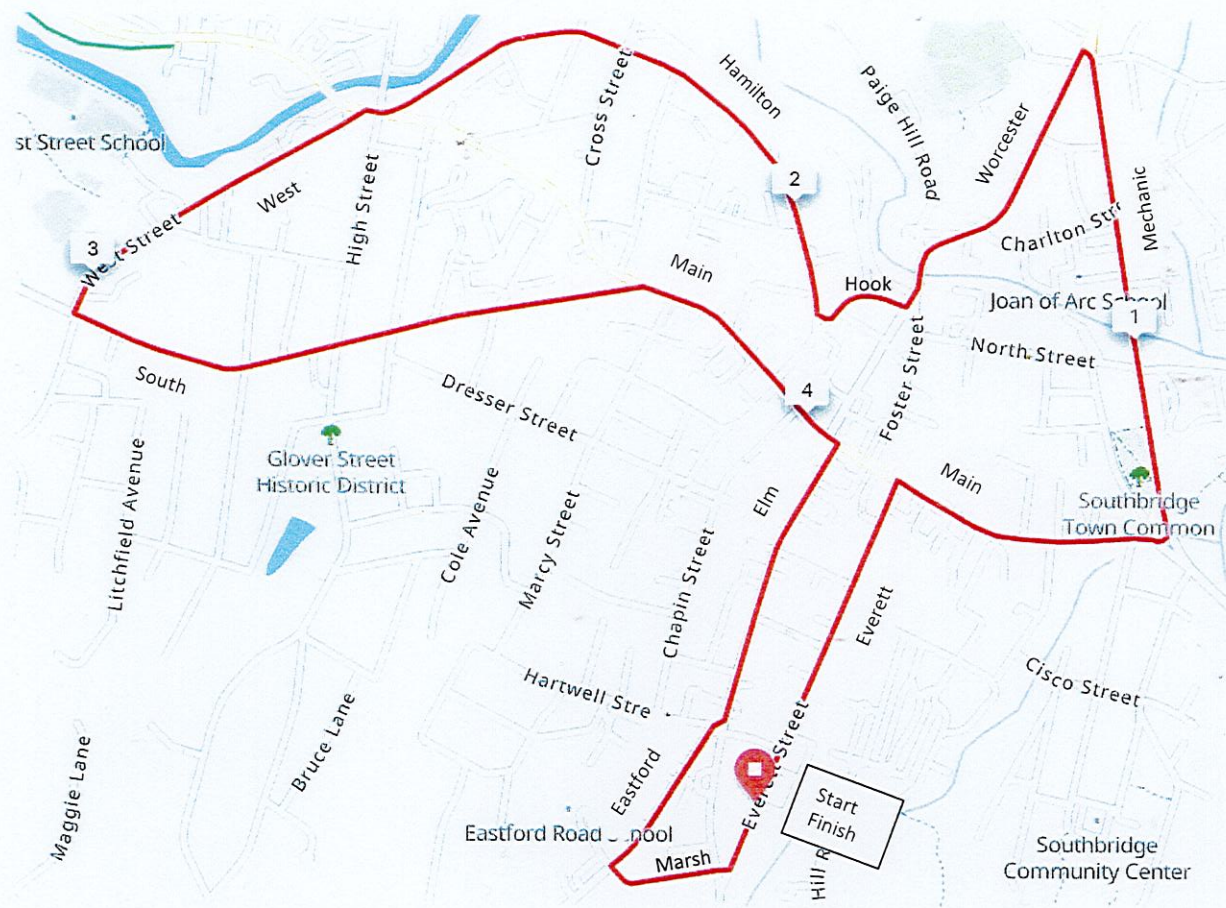 Hamilton
Cross Street
Paige Hill Road
Worcester
st Street School
2
Mechanic
West
High Street
West Street
Charlton Str
3
Main
Hook
Joan of Arc School
1
Foster Street
North Street
South
Dresser Street
4
Glover Street
Historic District
Main
Elm
Southbridge
Town Common
Litchfield Avenue
Cole Avenue
Marcy Street
Chapin Street
Everett
Hartwell Stre
Cisco Street
Maggie Lane
Bruce Lane
Eastford
Everett Street
Start
Finish
Eastford Road School
Marsh
Hill R
Southbridge
Community Center